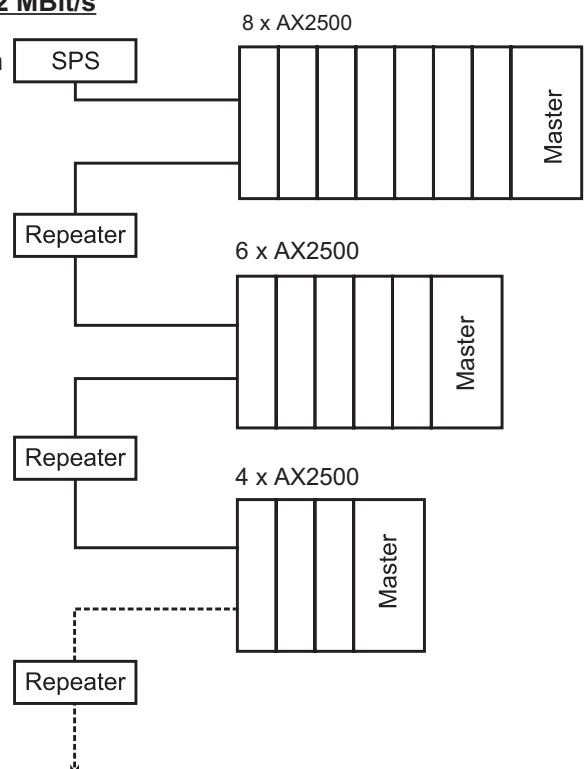 2 MBit/s
8 x AX2500
SPS
Master
Repeater
6 x AX2500
Master
Repeater
4 x AX2500
Master
Repeater